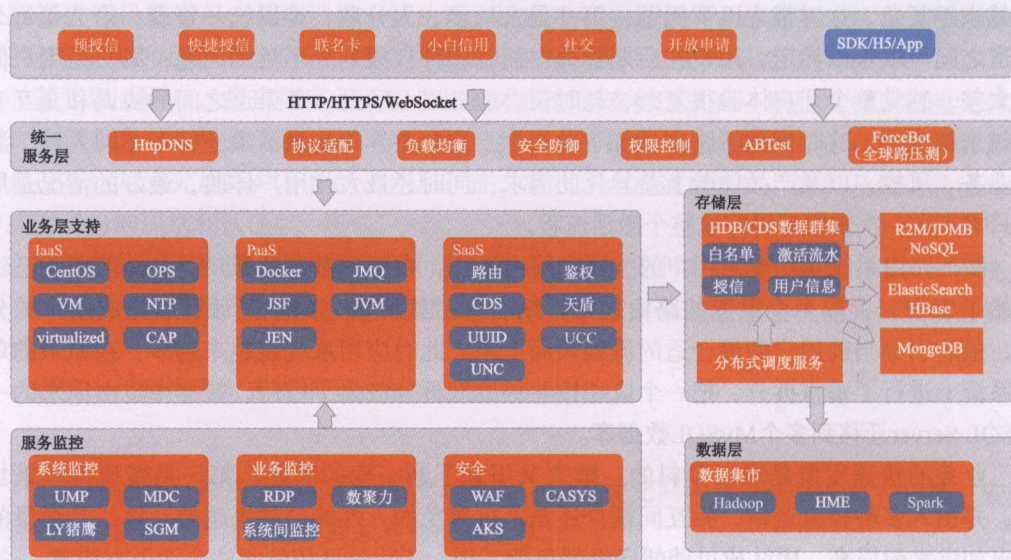 预授信 快捷授信 联名卡 小白信用 社交 开放申请 SDK/H5/App
HTTP/HTTPS/WebSocket
统一
服务层
HttpDNS 协议适配 负载均衡 安全防御 权限控制 ABTest
ForceBot
(全球路压测)
业务层支持
IaaS
CentOS OPS
VM NTP
virtualized CAP
PaaS
Docker JMQ
JSF JVM
JEN
SaaS
路由 鉴权
CDS 天盾
UUID UCC
UNC
存储层
HDB/CDS数据群集
白名单 激活流水
授信 用户信息
分布式调度服务
R2M/JDMB
NoSQL
ElasticSearch
HBase
MongeDB
服务监控
系统监控
UMP MDC
LY猪鹰 SGM
业务监控
RDP 数聚力
系统间监控
安全
WAF CASYS
AKS
数据层
数据集市
Hadoop HME Spark